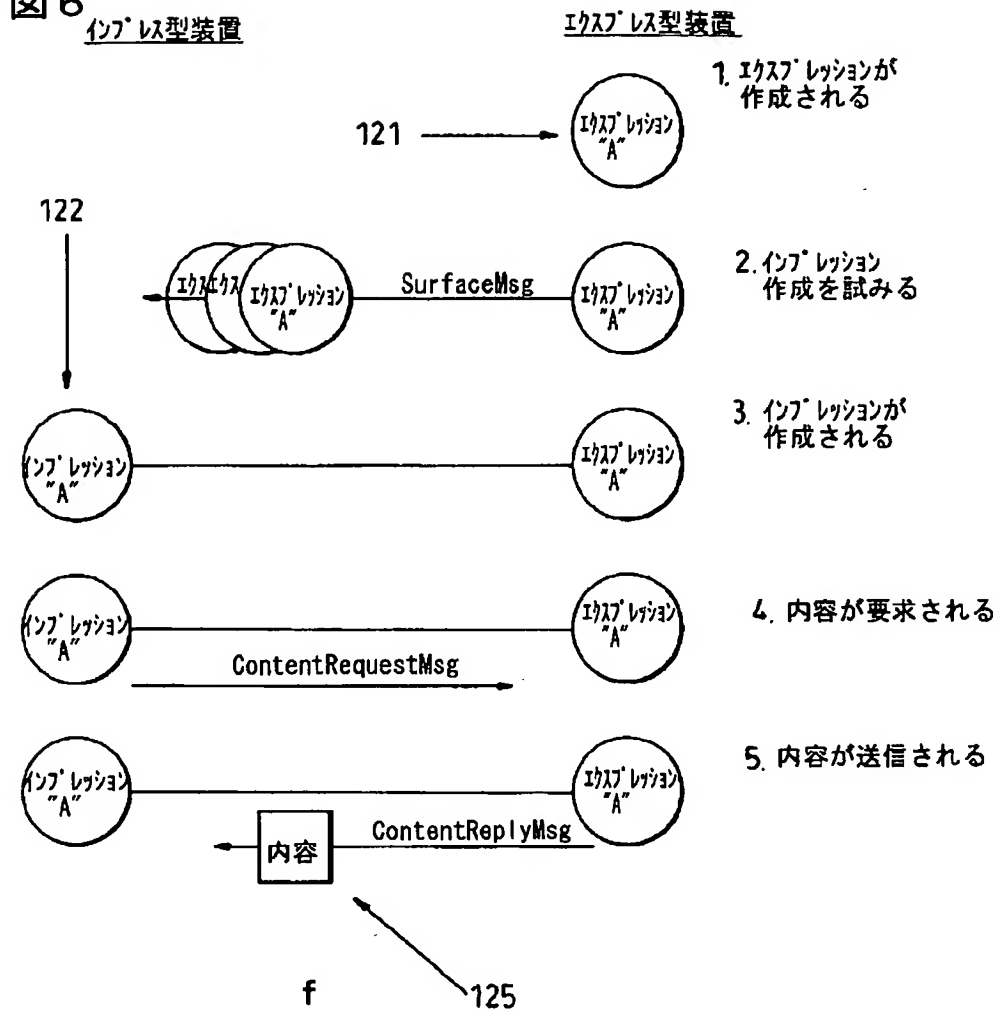 図6
インプレス型装置
エクスプレス型装置
121
エクスプレッション
"A"
1. エクスプレッションが
作成される
122
エクス
エクス
エクスプレッション
"A"
SurfaceMsg
エクスプレッション
"A"
2. インプレッション
作成を試みる
インプレッション
"A"
エクスプレッション
"A"
3. インプレッションが
作成される
インプレッション
"A"
エクスプレッション
"A"
4. 内容が要求される
ContentRequestMsg
インプレッション
"A"
エクスプレッション
"A"
5. 内容が送信される
内容
ContentReplyMsg
f
125